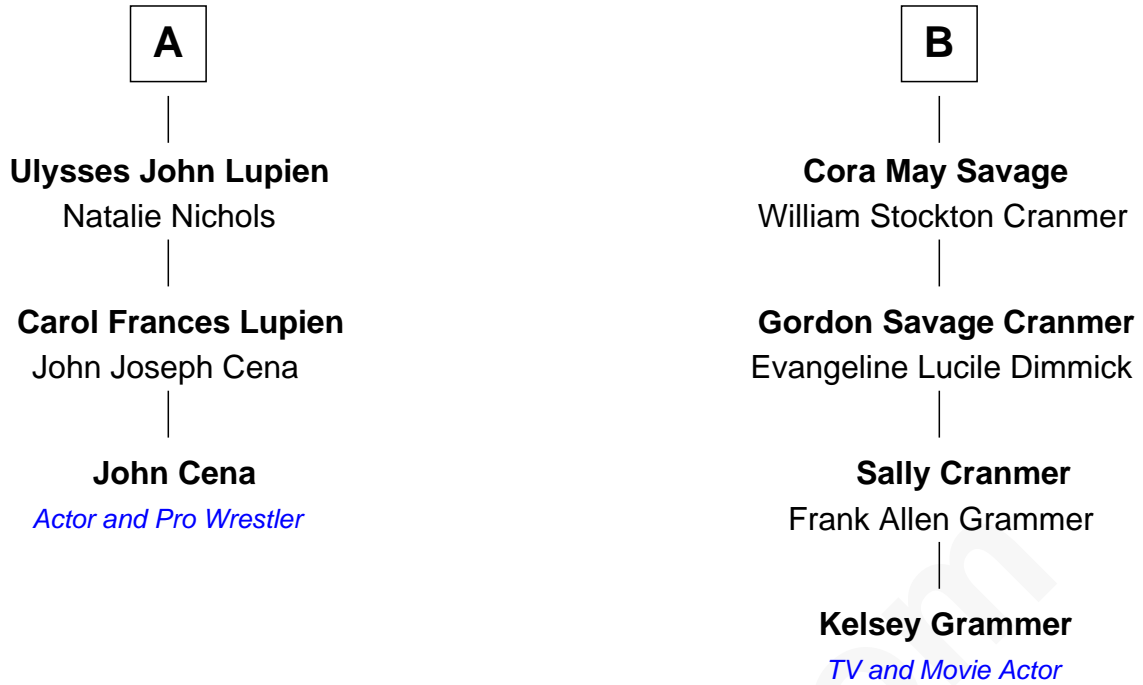 A
Ulysses John Lupien
Natalie Nichols
Carol Frances Lupien
John Joseph Cena
John Cena
Actor and Pro Wrestler
B
Cora May Savage
William Stockton Cranmer
Gordon Savage Cranmer
Evangeline Lucile Dimmick
Sally Cranmer
Frank Allen Grammer
Kelsey Grammer
TV and Movie Actor
om